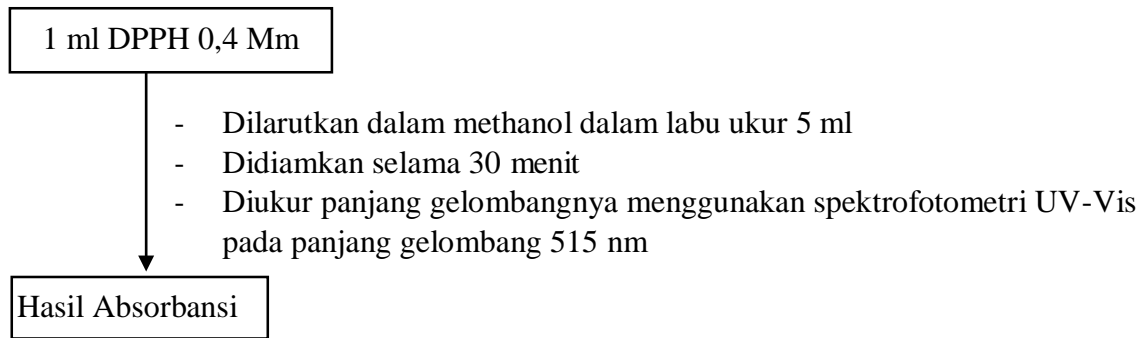 1 ml DPPH 0,4 Mm
- Dilarutkan dalam methanol dalam labu ukur 5 ml
- Didiamkan selama 30 menit
- Diukur panjang gelombangnya menggunakan spektrofotometri UV-Vis
pada panjang gelombang 515 nm
Hasil Absorbansi